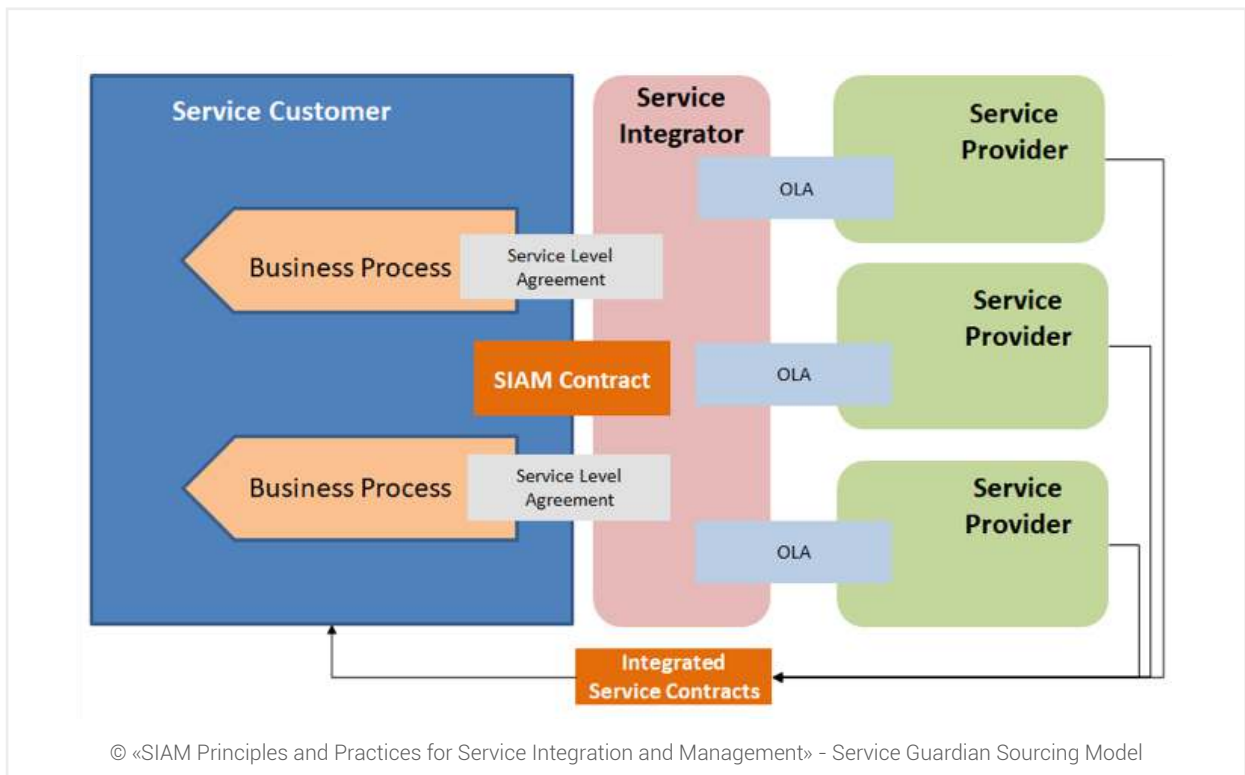 Service Customer
Service
Integrator
Service
Provider
OLA
Business Process
Service Level
Agreement
Service
Provider
SIAM Contract
OLA
Business Process
Service Level
Agreement
Service
Provider
OLA
Integrated
Service Contracts
© «SIAM Principles and Practices for Service Integration and Management» - Service Guardian Sourcing Model